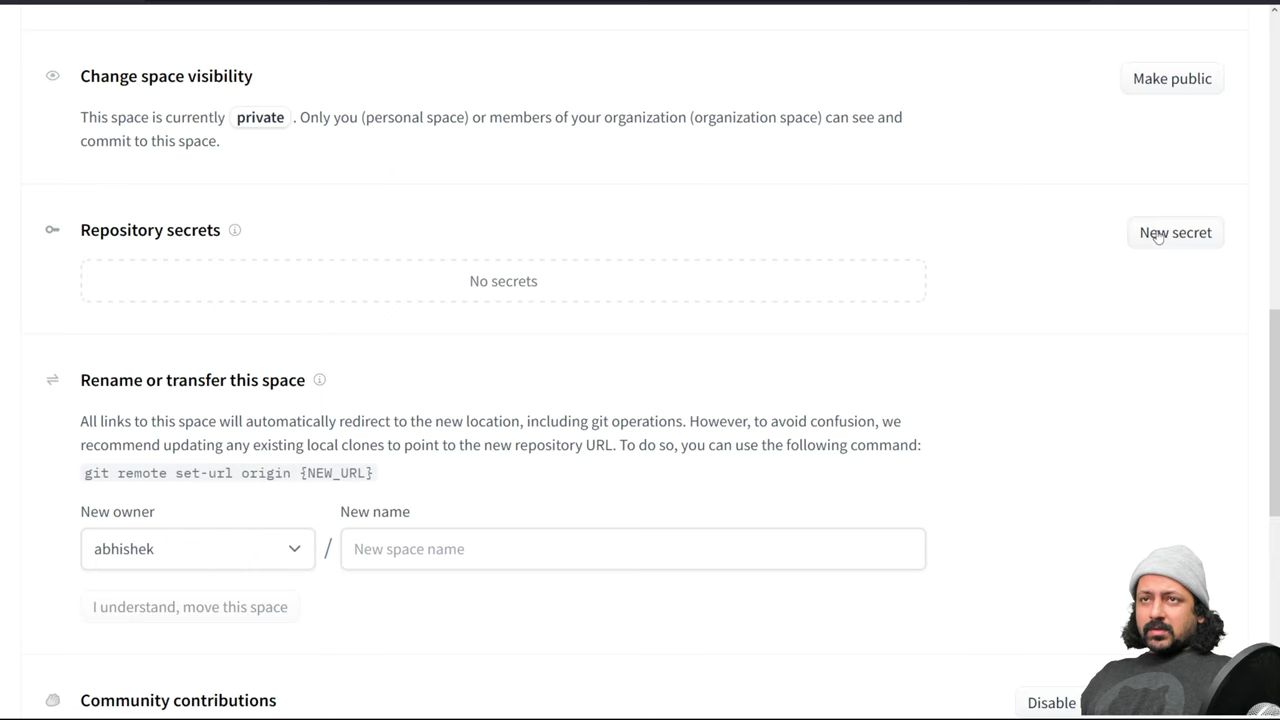 Change space visibility
Make public
This space is currently private . Only you (personal space) or members of your organization (organization space) can see and
commit to this space.
Repository secrets
New secret
No secrets
Rename or transfer this space
All links to this space will automatically redirect to the new location, including git operations. However, to avoid confusion, we
recommend updating any existing local clones to point to the new repository URL. To do so, you can use the following command:
git remote set-url origin {NEW_URL}
New owner
New name
abhishek
/
New space name
I understand, move this space
Community contributions
Disable